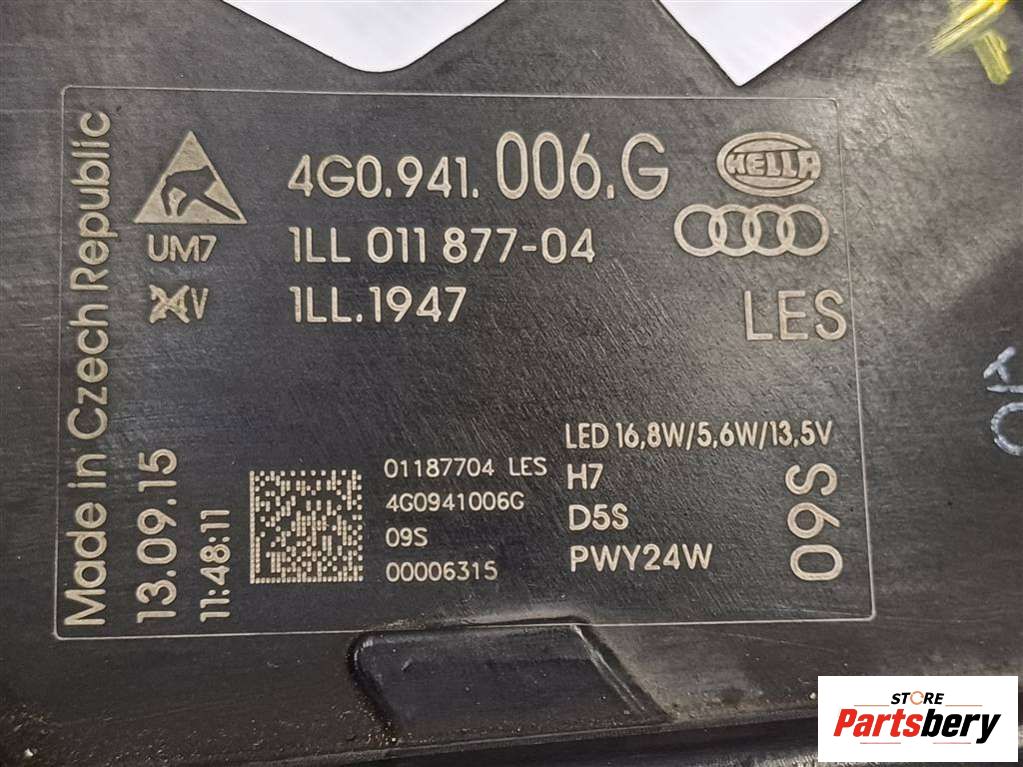 Made in Czech Republic
13.09.15
11:48:11
UM7
V
4G0.941.006.G
HELLA
1LL 011 877-04
1LL.1947
LES
LED 16,8W/5,6W/13,5V
H7
D5S
PWY24W
09S
01187704 LES
4G0941006G
09S
00006315
STORE
Partsbery